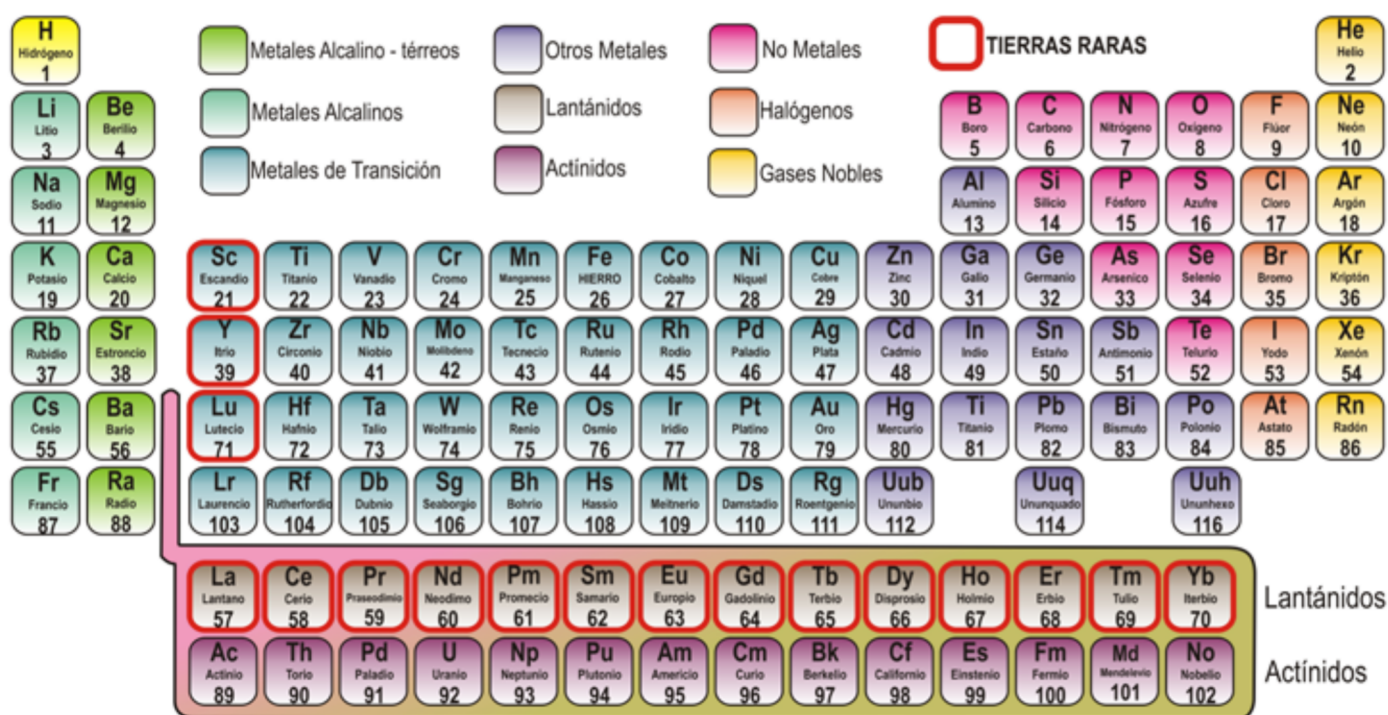 H
Hidrógeno
1
Metales Alcalino - térreos
Otros Metales
No Metales
TIERRAS RARAS
He
Helio
2
Li
Litio
3
Be
Berilio
4
Metales Alcalinos
Lantánidos
Halógenos
B
Boro
5
C
Carbono
6
N
Nitrógeno
7
O
Oxigeno
8
F
Flúor
9
Ne
Neón
10
Na
Sodio
11
Mg
Magnesio
12
Metales de Transición
Actínidos
Gases Nobles
Al
Alumino
13
Si
Silicio
14
P
Fósforo
15
S
Azufre
16
Cl
Cloro
17
Ar
Argón
18
K
Potasio
19
Ca
Calcio
20
Sc
Escandio
21
Ti
Titanio
22
V
Vanadio
23
Cr
Cromo
24
Mn
Manganeso
25
Fe
HIERRO
26
Co
Cobalto
27
Ni
Niquel
28
Cu
Cobre
29
Zn
Zinc
30
Ga
Galio
31
Ge
Germanio
32
As
Arsenico
33
Se
Selenio
34
Br
Bromo
35
Kr
Kriptón
36
Rb
Rubidio
37
Sr
Estroncio
38
Y
Itrio
39
Zr
Circonio
40
Nb
Niobio
41
Mo
Molibdeno
42
Tc
Tecnecio
43
Ru
Rutenio
44
Rh
Rodio
45
Pd
Paladio
46
Ag
Plata
47
Cd
Cadmio
48
In
Indio
49
Sn
Estaño
50
Sb
Antimonio
51
Te
Telurio
52
I
Yodo
53
Xe
Xenón
54
Cs
Cesio
55
Ba
Bario
56
Lu
Lutecio
71
Hf
Hafnio
72
Ta
Talio
73
W
Wolframio
74
Re
Renio
75
Os
Osmio
76
Ir
Iridio
77
Pt
Platino
78
Au
Oro
79
Hg
Mercurio
80
Ti
Titanio
81
Pb
Plomo
82
Bi
Bismuto
83
Po
Polonio
84
At
Astato
85
Rn
Radón
86
Fr
Francio
87
Ra
Radio
88
Lr
Laurencio
103
Rf
Rutherfordio
104
Db
Dubnio
105
Sg
Seaborgio
106
Bh
Bohrio
107
Hs
Hassio
108
Mt
Meitnerio
109
Ds
Damstadio
110
Rg
Roentgenio
111
Uub
Ununbio
112
Uuq
Ununquado
114
Uuh
Ununhexo
116
La
Lantano
57
Ce
Cerio
58
Pr
Praseodimio
59
Nd
Neodimo
60
Pm
Promecio
61
Sm
Samario
62
Eu
Europio
63
Gd
Gadolinio
64
Tb
Terbio
65
Dy
Disprosio
66
Ho
Holmio
67
Er
Erbio
68
Tm
Tulio
69
Yb
Iterbio
70
Lantánidos
Ac
Actinio
89
Th
Torio
90
Pd
Paladio
91
U
Uranio
92
Np
Neptunio
93
Pu
Plutonio
94
Am
Americio
95
Cm
Curio
96
Bk
Berkelio
97
Cf
Californio
98
Es
Einstenio
99
Fm
Fermio
100
Md
Mendelevio
101
No
Nobelio
102
Actínidos